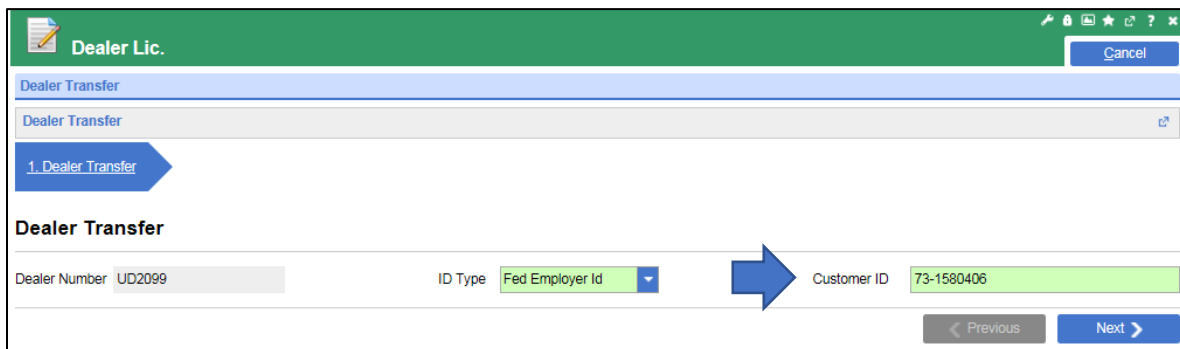 Dealer Lic.
Cancel
Dealer Transfer
Dealer Transfer
1. Dealer Transfer
Dealer Transfer
Dealer Number UD2099 ID Type Fed Employer Id Customer ID 73-1580406
Previous Next